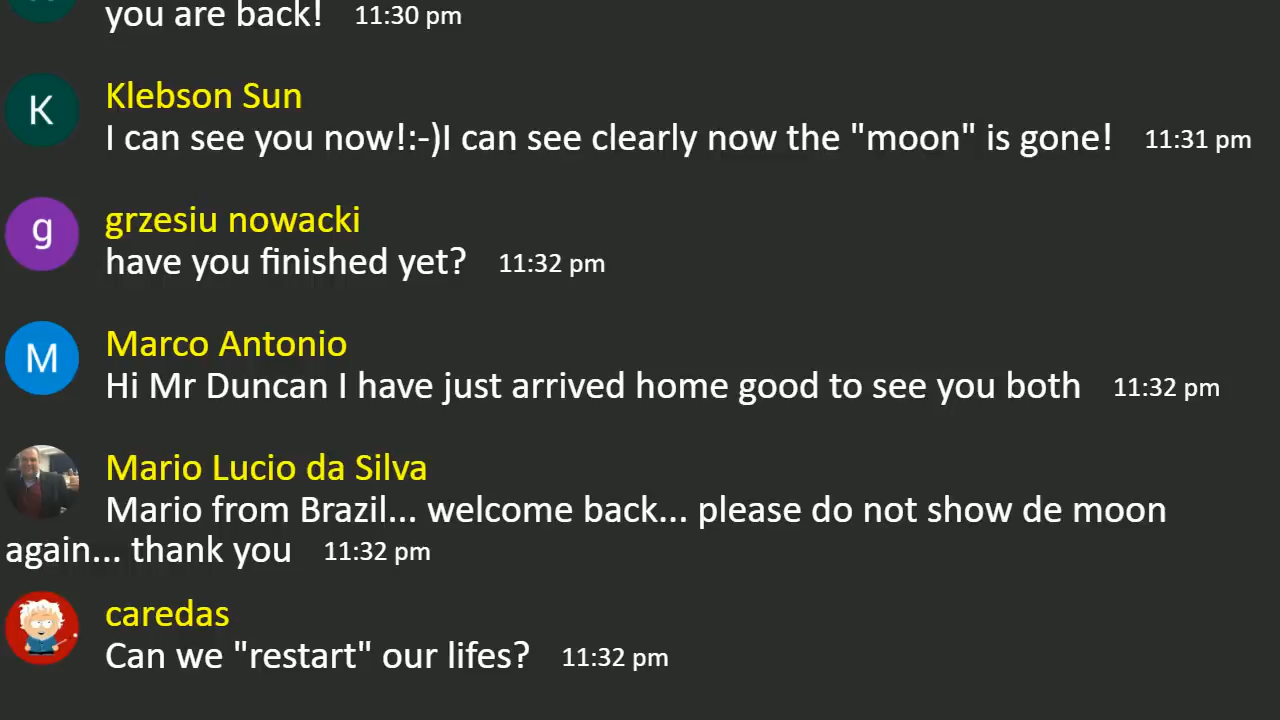 you are back! 11:30 pm
K
Klebson Sun
I can see you now!:-)I can see clearly now the "moon" is gone! 11:31 pm
g
grzesiu nowacki
have you finished yet? 11:32 pm
M
Marco Antonio
Hi Mr Duncan I have just arrived home good to see you both 11:32 pm
Mario Lucio da Silva
Mario from Brazil... welcome back... please do not show de moon
again... thank you 11:32 pm
caredas
Can we "restart" our lifes? 11:32 pm